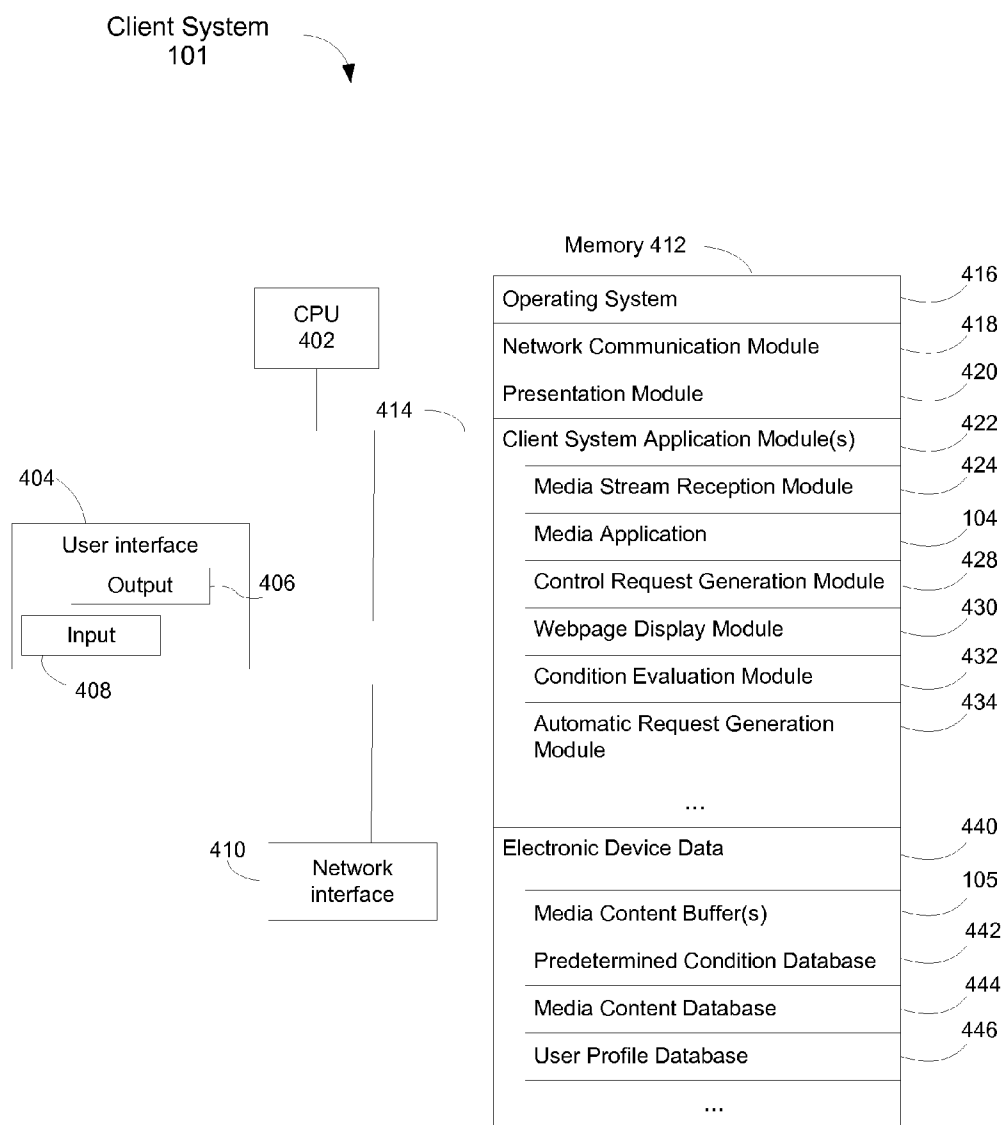 Client System
101
Memory 412
Operating System
416
CPU
402
Network Communication Module
418
Presentation Module
420
414
Client System Application Module(s)
422
Media Stream Reception Module
424
Media Application
104
Control Request Generation Module
428
Webpage Display Module
430
Condition Evaluation Module
432
Automatic Request Generation
Module
434
...
404
User interface
Output
406
Input
408
410
Network
interface
Electronic Device Data
440
Media Content Buffer(s)
105
Predetermined Condition Database
442
Media Content Database
444
User Profile Database
446
...